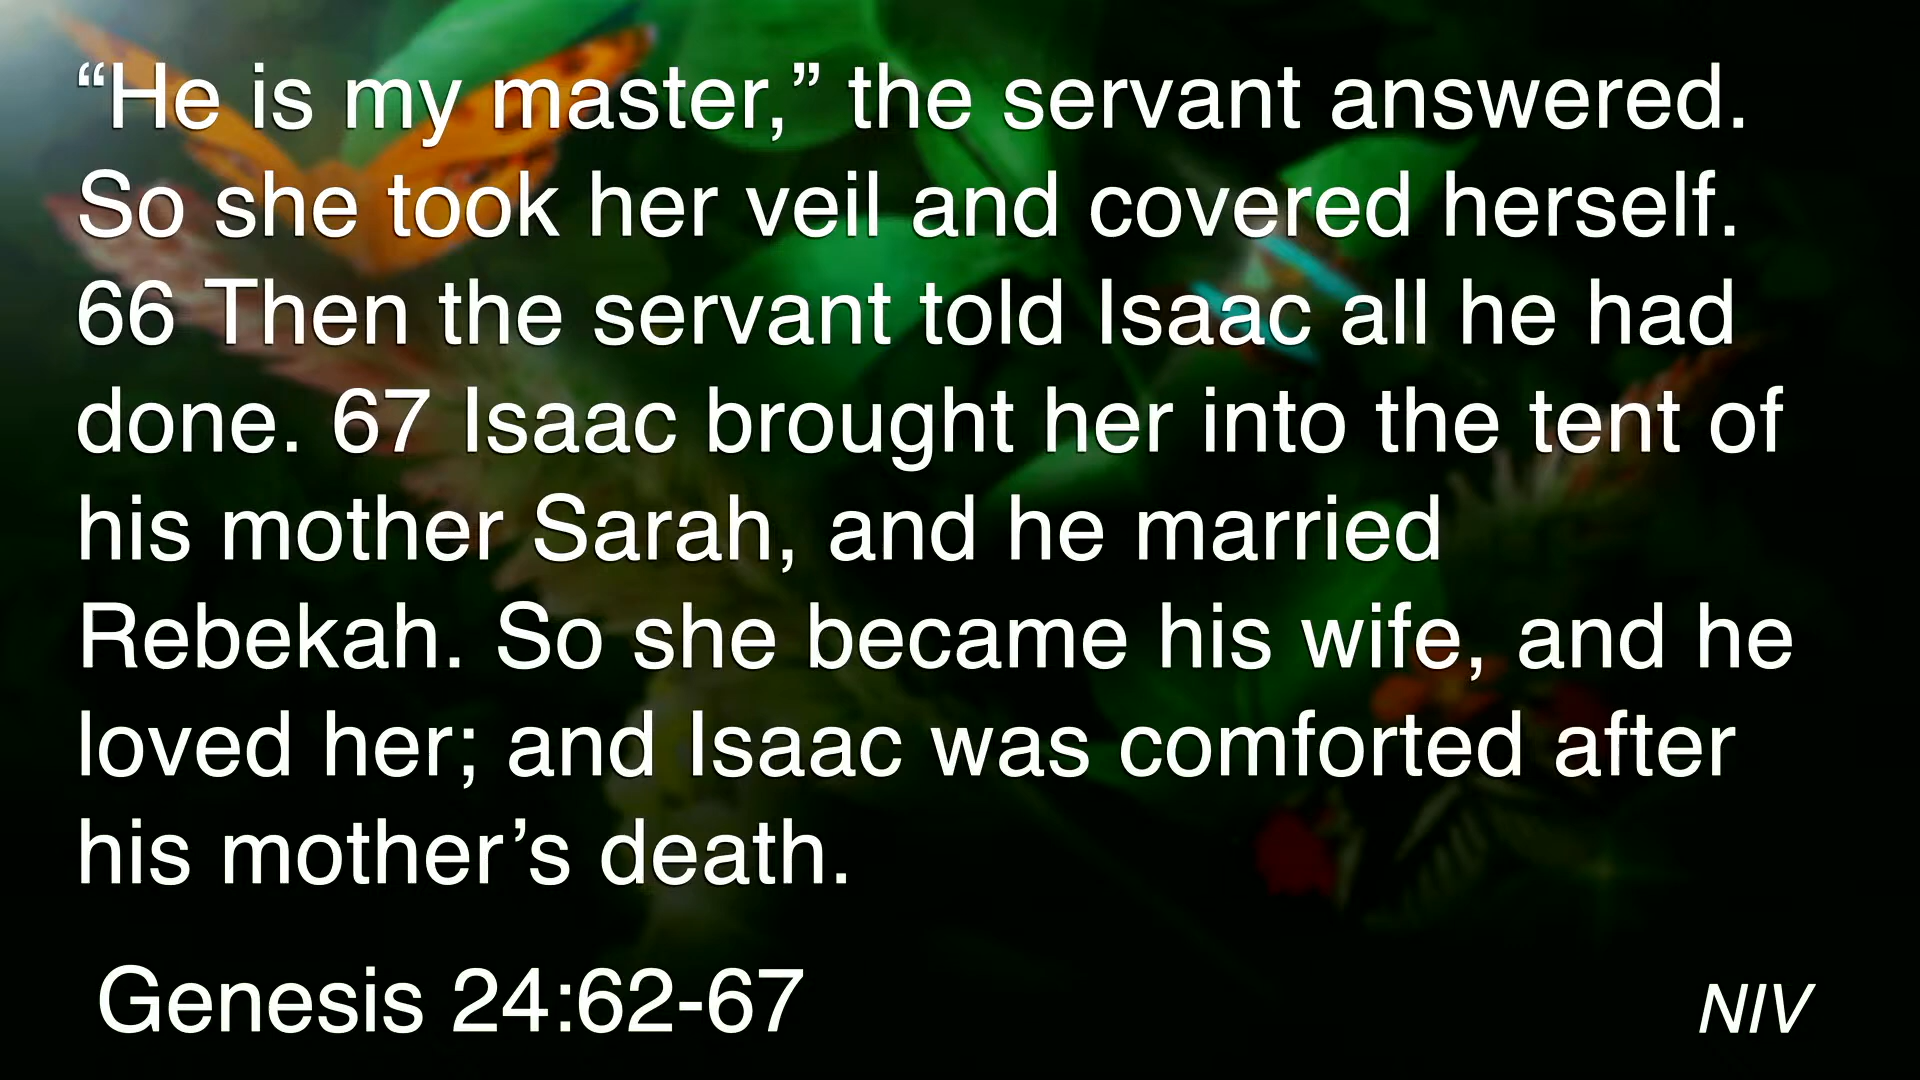 “He is my master,” the servant answered.
So she took her veil and covered herself.
66 Then the servant told Isaac all he had
done. 67 Isaac brought her into the tent of
his mother Sarah, and he married
Rebekah. So she became his wife, and he
loved her; and Isaac was comforted after
his mother’s death.
Genesis 24:62-67
NIV